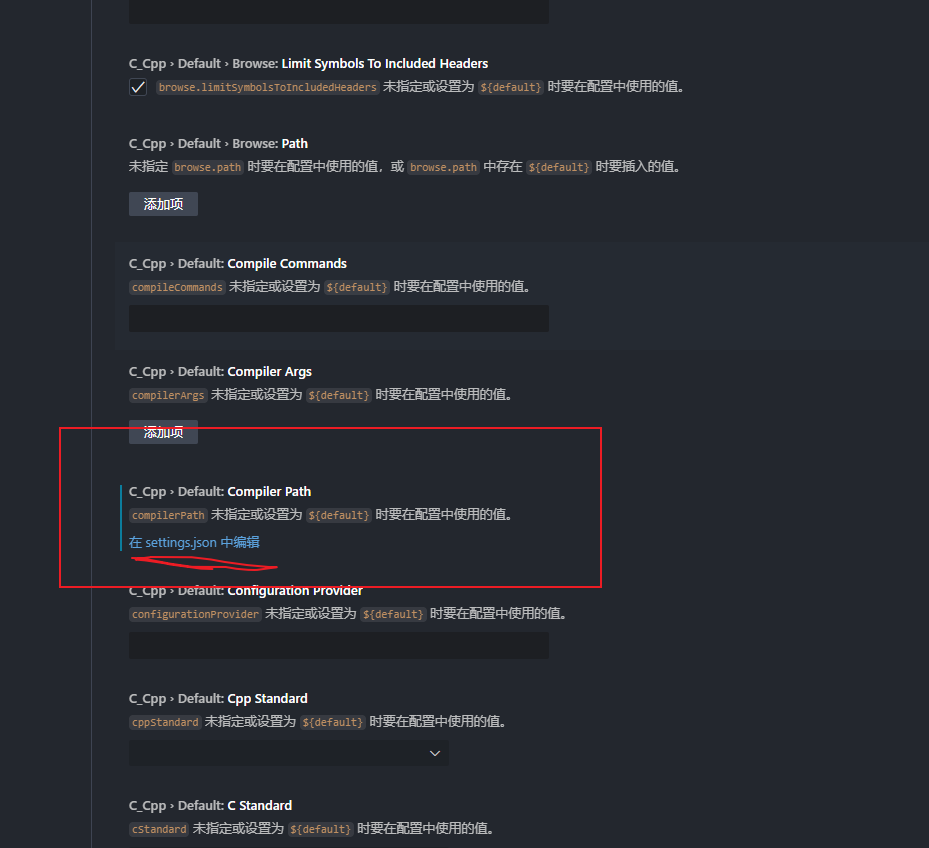 C_Cpp › Default › Browse: Limit Symbols To Included Headers
browse.limitSymbolsToIncludedHeaders 未指定或设置为 ${default} 时要在配置中使用的值。
C_Cpp › Default › Browse: Path
未指定 browse.path 时要在配置中使用的值，或 browse.path 中存在 ${default} 时要插入的值。
添加项
C_Cpp › Default: Compile Commands
compileCommands 未指定或设置为 ${default} 时要在配置中使用的值。
C_Cpp › Default: Compiler Args
compilerArgs 未指定或设置为 ${default} 时要在配置中使用的值。
添加项
C_Cpp › Default: Compiler Path
compilerPath 未指定或设置为 ${default} 时要在配置中使用的值。
在 settings.json 中编辑
C_Cpp › Default: Configuration Provider
configurationProvider 未指定或设置为 ${default} 时要在配置中使用的值。
C_Cpp › Default: Cpp Standard
cppStandard 未指定或设置为 ${default} 时要在配置中使用的值。
C_Cpp › Default: C Standard
cStandard 未指定或设置为 ${default} 时要在配置中使用的值。